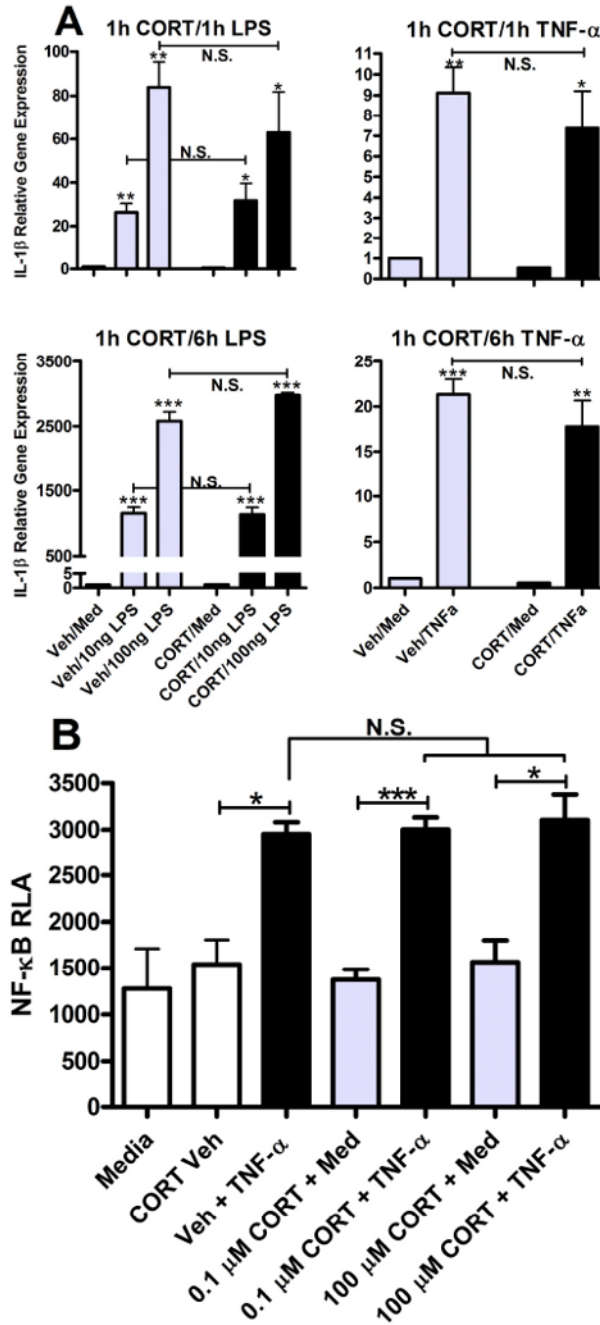 A
1h CORT/1h LPS
IL-1β Relative Gene Expression
100
80
60
40
20
0
**
**
*
*
N.S.
N.S.
1h CORT/1h TNF-α
11
10
9
8
7
6
5
4
3
2
1
0
**
*
N.S.
1h CORT/6h LPS
IL-1β Relative Gene Expression
3500
2500
1500
500
5
0
***
***
***
***
N.S.
N.S.
Veh/Med
Veh/10ng LPS
Veh/100ng LPS
CORT/Med
CORT/10ng LPS
CORT/100ng LPS
1h CORT/6h TNF-α
25
20
15
10
5
0
***
**
N.S.
Veh/Med
Veh/TNFa
CORT/Med
CORT/TNFa
B
NF-κB RLA
3500
3000
2500
2000
1500
1000
500
0
N.S.
*
***
*
Media
CORT Veh
Veh + TNF-α
0.1 μM CORT + Med
0.1 μM CORT + TNF-α
100 μM CORT + Med
100 μM CORT + TNF-α